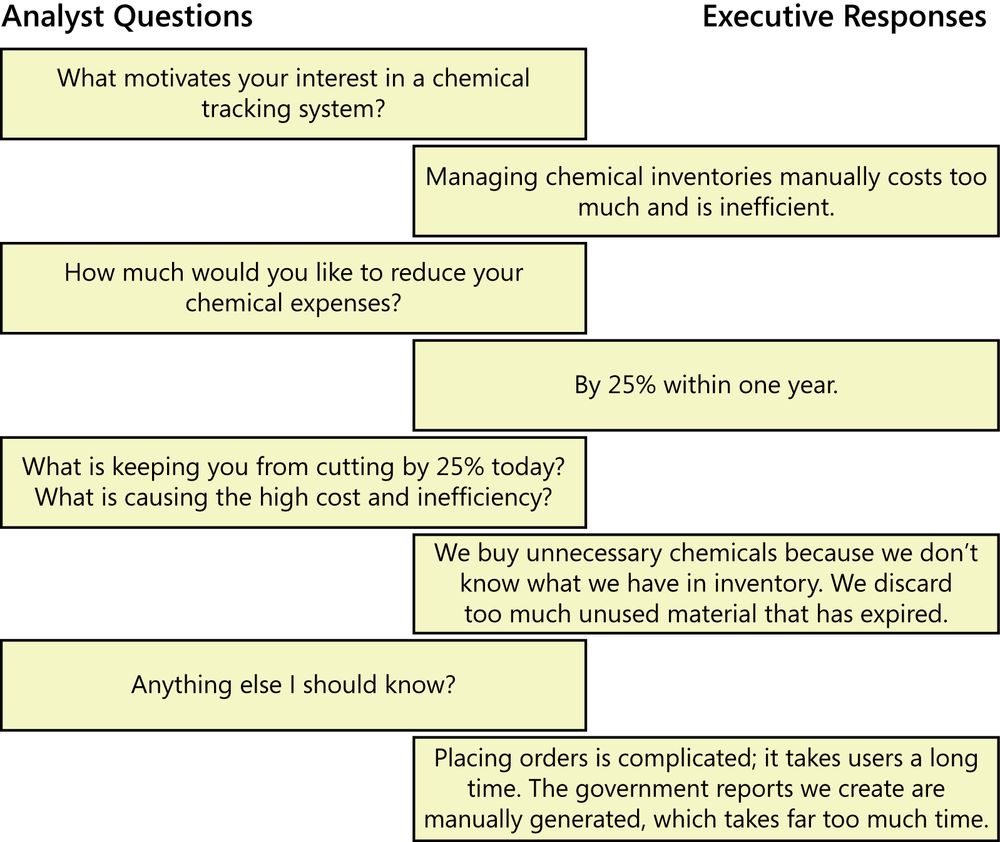 Analyst Questions
Executive Responses
What motivates your interest in a chemical
tracking system?
Managing chemical inventories manually costs too
much and is inefficient.
How much would you like to reduce your
chemical expenses?
By 25% within one year.
What is keeping you from cutting by 25% today?
What is causing the high cost and inefficiency?
We buy unnecessary chemicals because we don’t
know what we have in inventory. We discard
too much unused material that has expired.
Anything else I should know?
Placing orders is complicated; it takes users a long
time. The government reports we create are
manually generated, which takes far too much time.